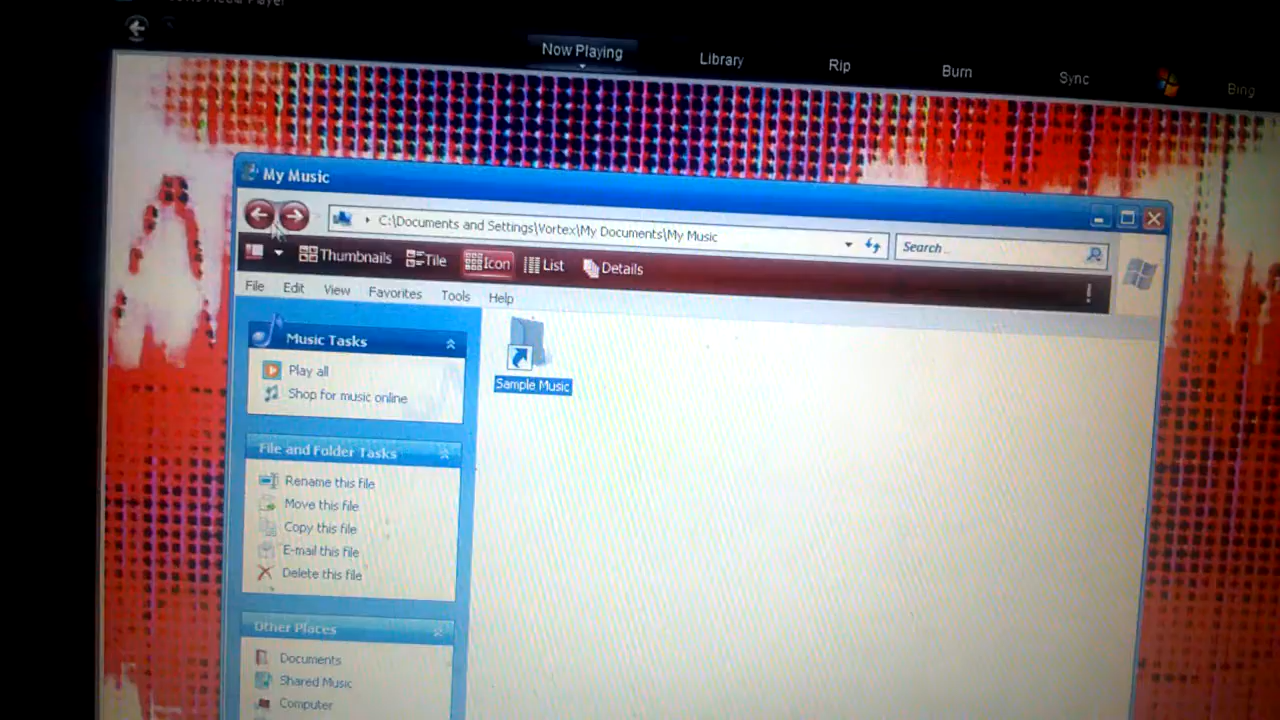 Media Player
Now Playing
Library
Rip
Burn
Sync
Bing
My Music
C:\Documents and Settings\Vortex\My Documents\My Music
Search...
Thumbnails
Tile
Icon
List
Details
File
Edit
View
Favorites
Tools
Help
Music Tasks
Play all
Shop for music online
Sample Music
File and Folder Tasks
Rename this file
Move this file
Copy this file
E-mail this file
Delete this file
Other Places
Documents
Shared Music
Computer